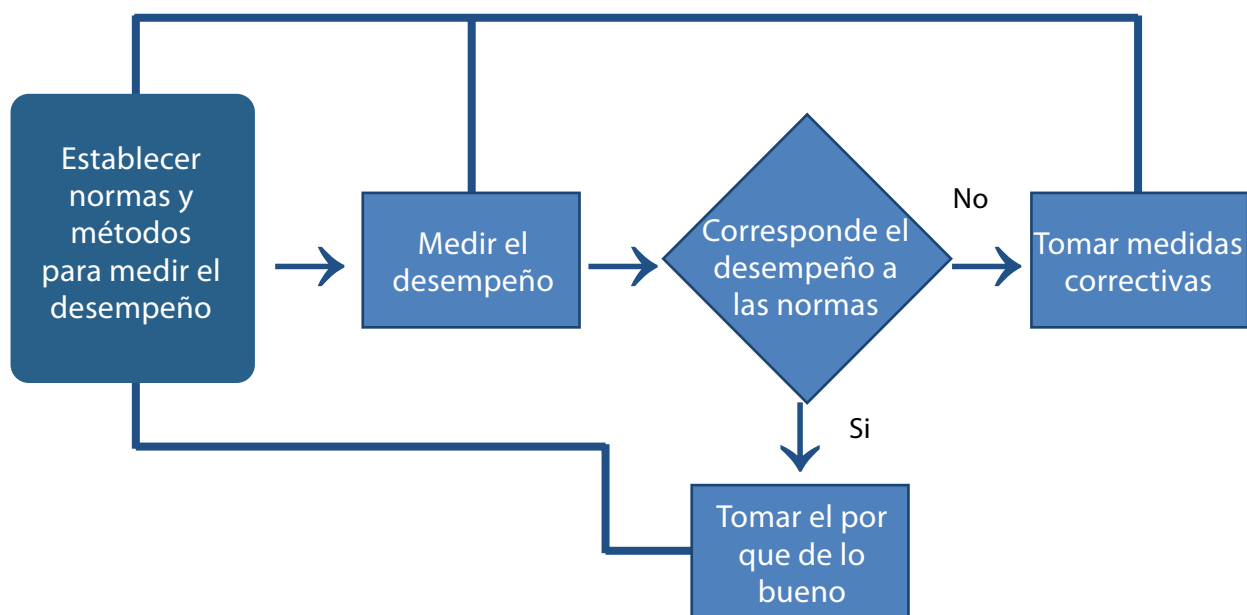 Establecer
normas y
métodos
para medir el
desempeño
Medir el
desempeño
Corresponde el
desempeño a
las normas
No
Tomar medidas
correctivas
Si
Tomar el por
que de lo
bueno